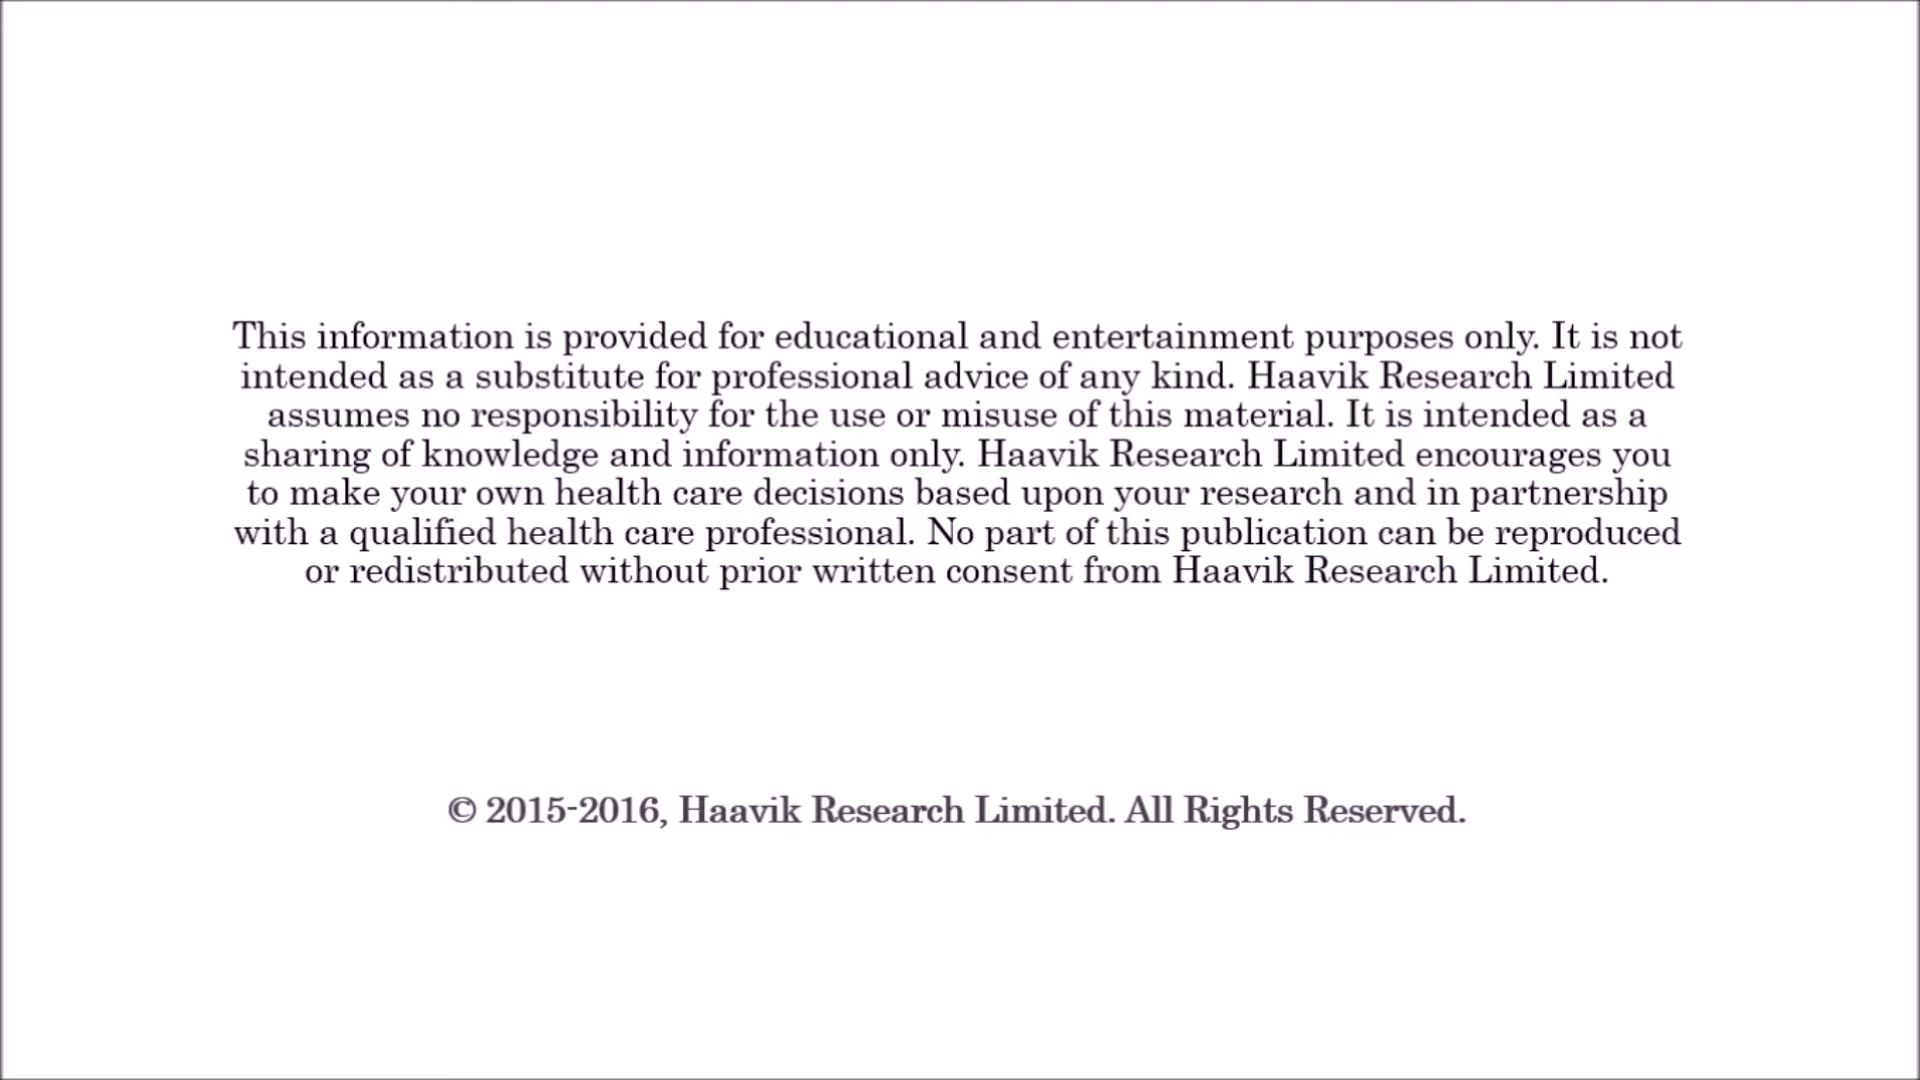 This information is provided for educational and entertainment purposes only. It is not
intended as a substitute for professional advice of any kind. Haavik Research Limited
assumes no responsibility for the use or misuse of this material. It is intended as a
sharing of knowledge and information only. Haavik Research Limited encourages you
to make your own health care decisions based upon your research and in partnership
with a qualified health care professional. No part of this publication can be reproduced
or redistributed without prior written consent from Haavik Research Limited.
© 2015-2016, Haavik Research Limited. All Rights Reserved.